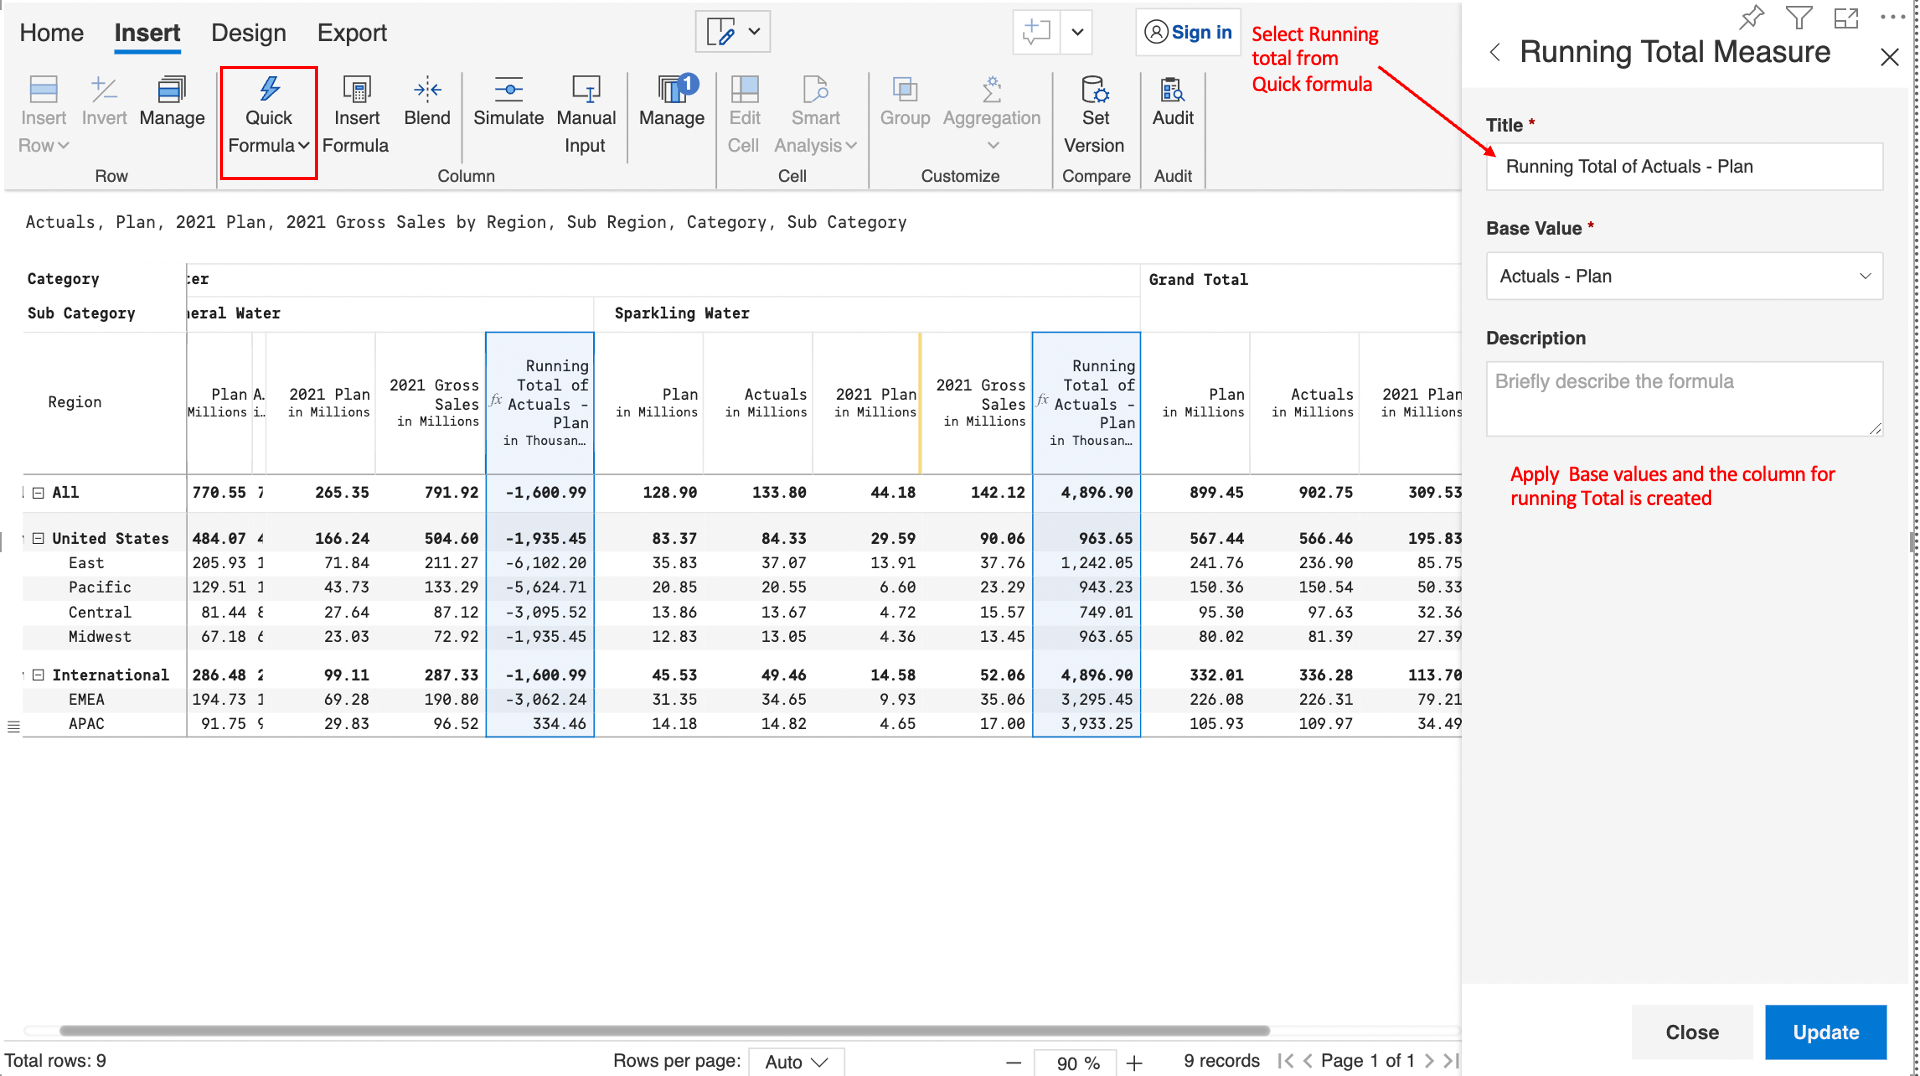 Home Insert Design Export Sign in
Select Running
total from
Quick formula
Insert Row
Invert
Manage
Row
Quick Formula
Insert Formula
Blend
Simulate
Manual Input
Manage
1
Column
Edit Cell
Smart Analysis
Cell
Group
Aggregation
Customize
Set Version
Compare
Audit
Audit
Actuals, Plan, 2021 Plan, 2021 Gross Sales by Region, Sub Region, Category, Sub Category
Category ter Grand Total
Sub Category neral Water Sparkling Water
Region
Plan Millions
A. i...
2021 Plan in Millions
2021 Gross Sales in Millions
fx Running Total of Actuals - Plan in Thousan...
Plan in Millions
Actuals in Millions
2021 Plan in Millions
2021 Gross Sales in Millions
fx Running Total of Actuals - Plan in Thousan...
Plan in Millions
Actuals in Millions
2021 Plan in Millions
All 770.55 7 265.35 791.92 -1,600.99 128.90 133.80 44.18 142.12 4,896.90 899.45 902.75 309.53
United States 484.07 4 166.24 504.60 -1,935.45 83.37 84.33 29.59 90.06 963.65 567.44 566.46 195.83
East 205.93 1 71.84 211.27 -6,102.20 35.83 37.07 13.91 37.76 1,242.05 241.76 236.90 85.75
Pacific 129.51 1 43.73 133.29 -5,624.71 20.85 20.55 6.60 23.29 943.23 150.36 150.54 50.33
Central 81.44 8 27.64 87.12 -3,095.52 13.86 13.67 4.72 15.57 749.01 95.30 97.63 32.36
Midwest 67.18 6 23.03 72.92 -1,935.45 12.83 13.05 4.36 13.45 963.65 80.02 81.39 27.39
International 286.48 2 99.11 287.33 -1,600.99 45.53 49.46 14.58 52.06 4,896.90 332.01 336.28 113.70
EMEA 194.73 1 69.28 190.80 -3,062.24 31.35 34.65 9.93 35.06 3,295.45 226.08 226.31 79.21
APAC 91.75 9 29.83 96.52 334.46 14.18 14.82 4.65 17.00 3,933.25 105.93 109.97 34.49
Total rows: 9 Rows per page: Auto 90 % 9 records Page 1 of 1
Running Total Measure
Title *
Running Total of Actuals - Plan
Base Value *
Actuals - Plan
Description
Briefly describe the formula
Apply Base values and the column for
running Total is created
Close Update